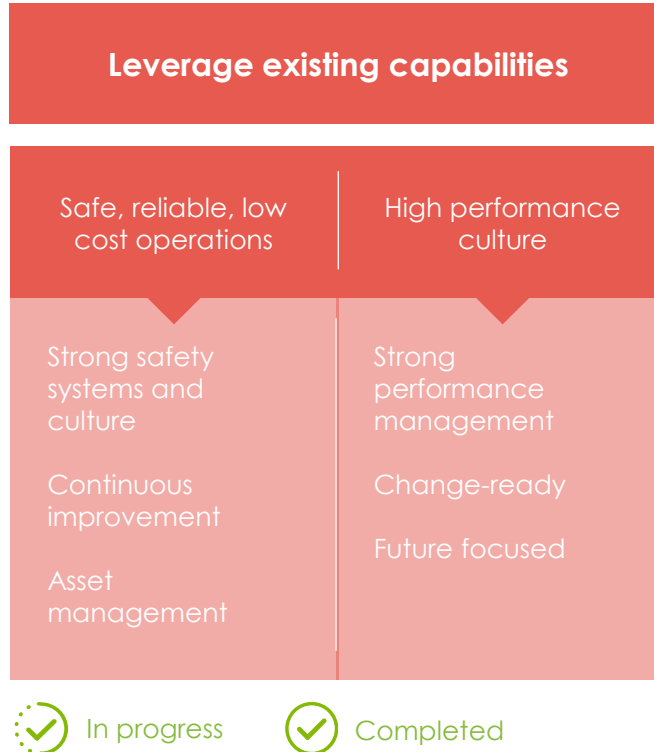 Leverage existing capabilities
Safe, reliable, low
cost operations
High performance
culture
Strong safety
systems and
culture
Continuous
improvement
Asset
management
Strong
performance
management
Change-ready
Future focused
In progress
Completed